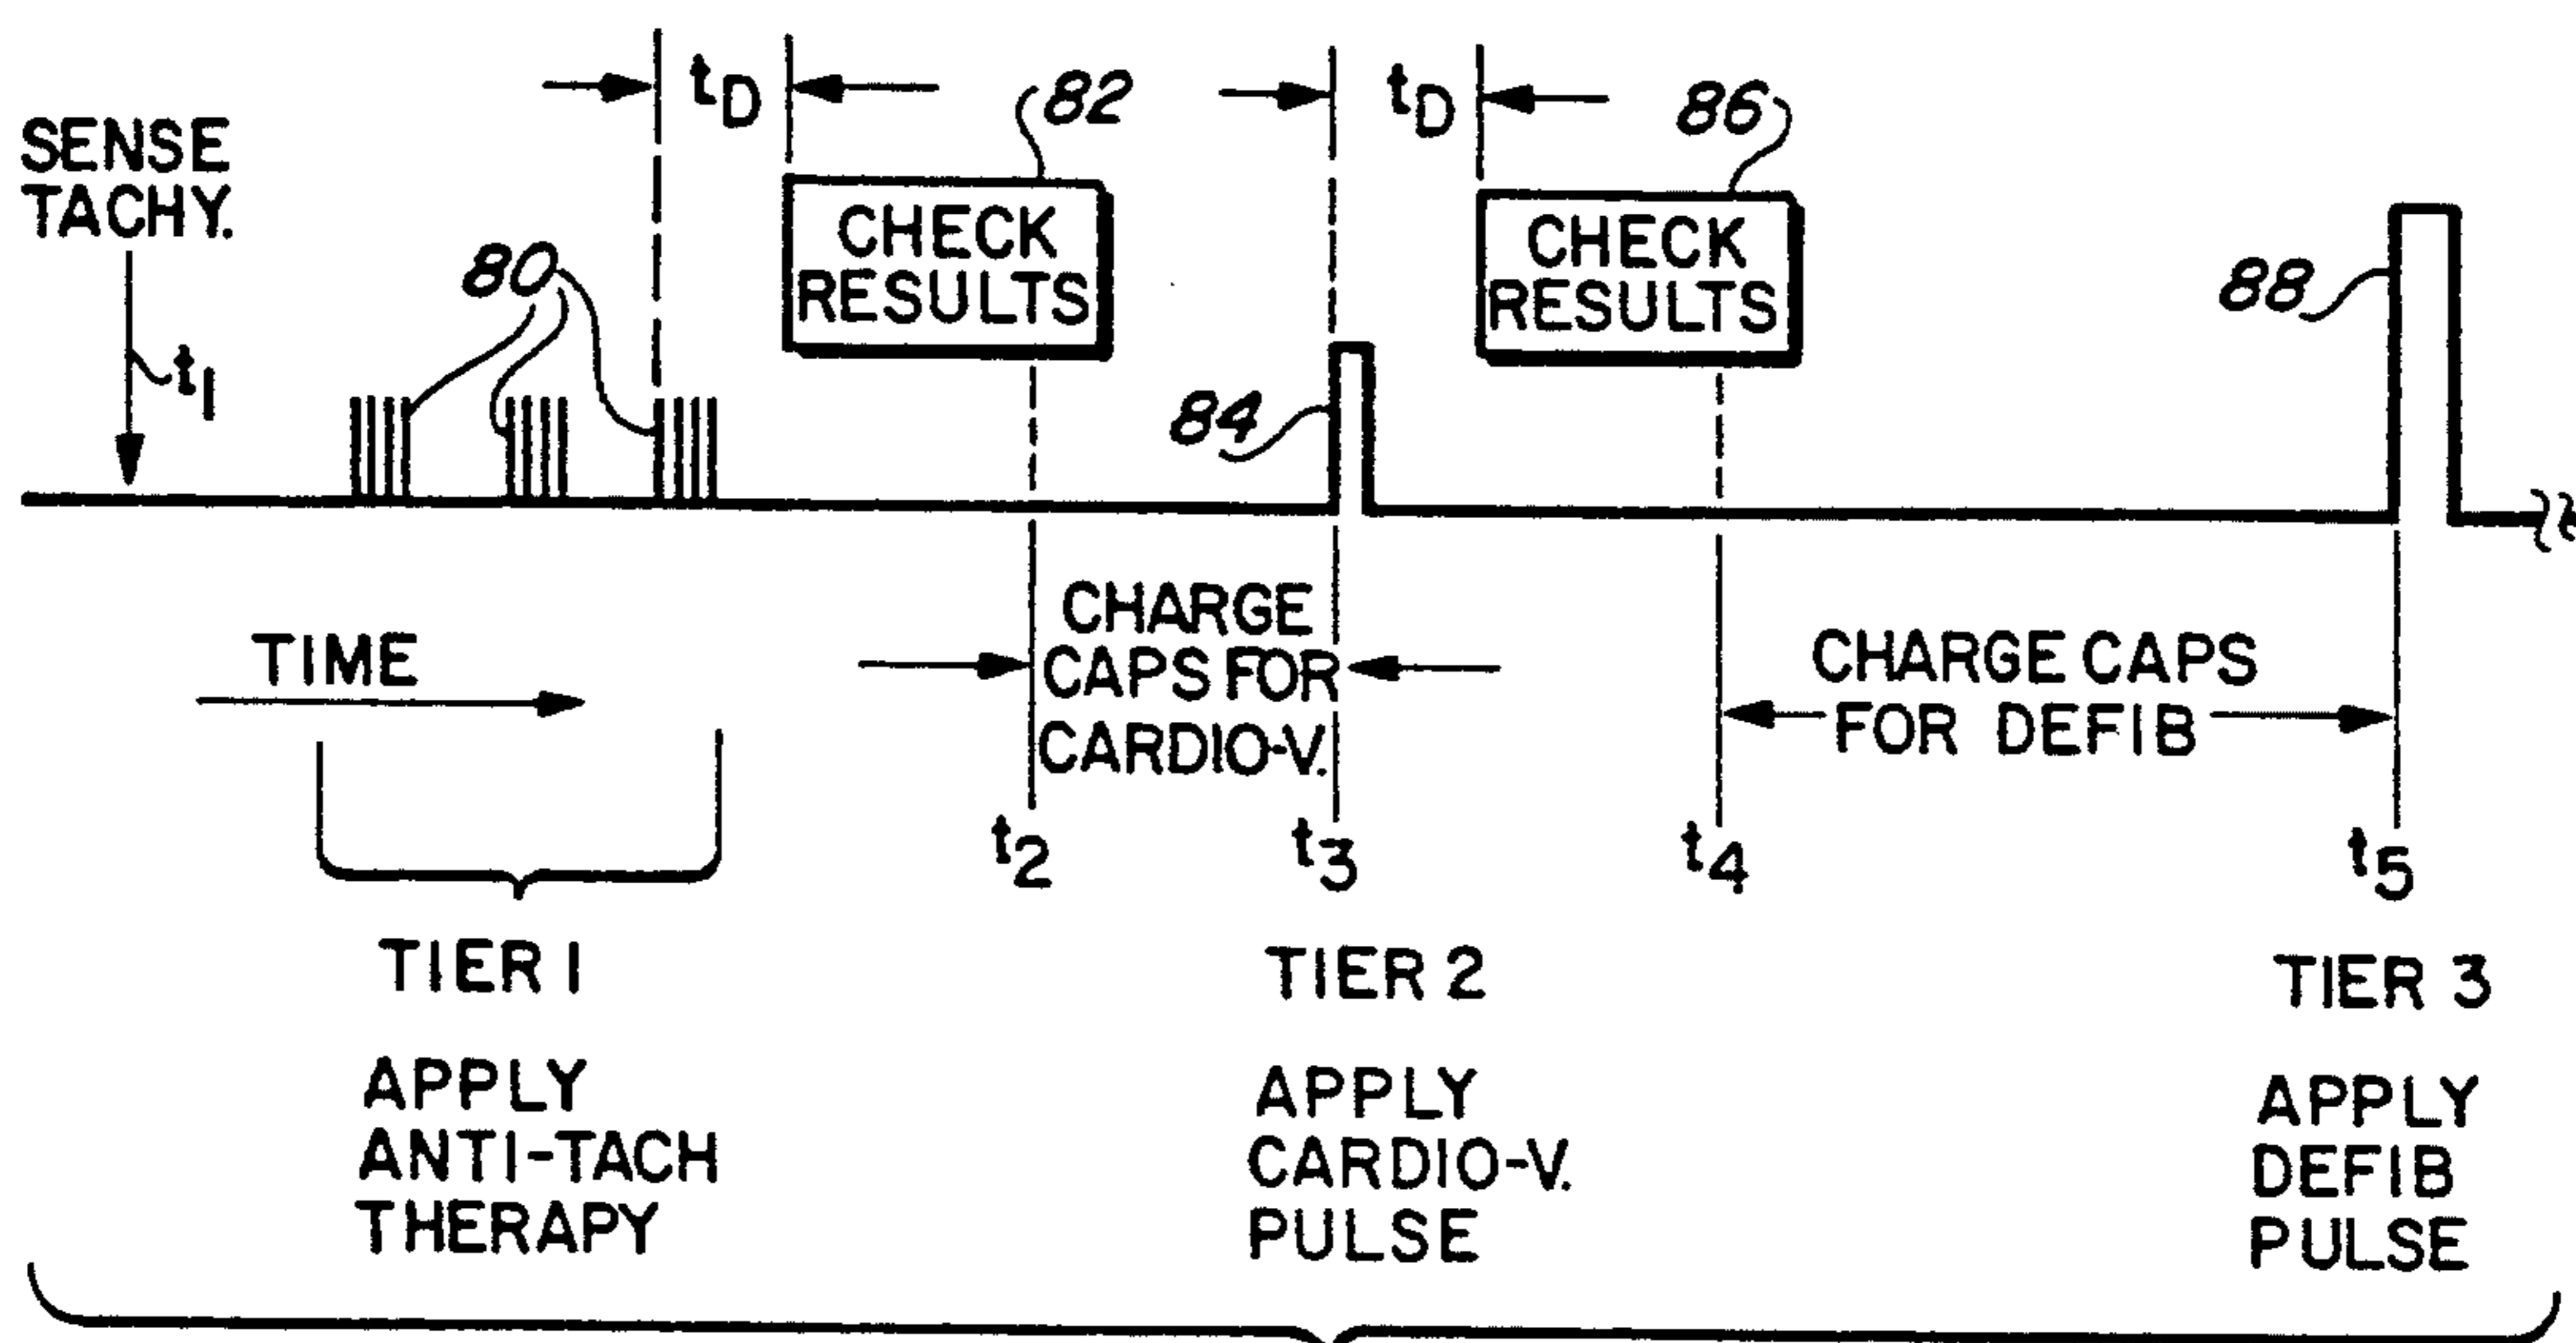 SENSE
TACHY.
t1
80
tD
82
CHECK
RESULTS
84
tD
86
CHECK
RESULTS
88
TIME
CHARGE
CAPS FOR
CARDIO-V.
CHARGE CAPS
FOR DEFIB
t2
t3
t4
t5
TIER 1
APPLY
ANTI-TACH
THERAPY
TIER 2
APPLY
CARDIO-V.
PULSE
TIER 3
APPLY
DEFIB
PULSE